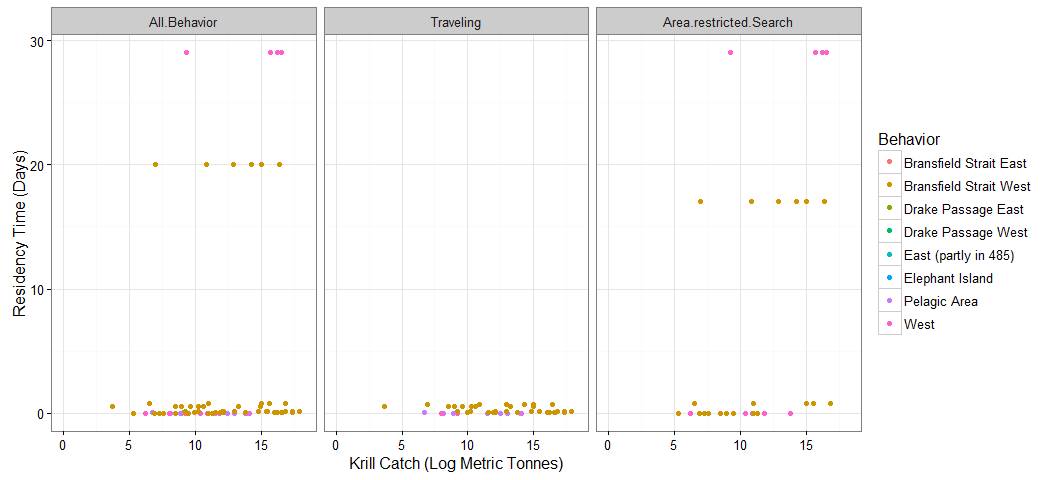 All.Behavior
Traveling
Area.restricted.Search
Residency Time (Days)
30
20
10
0
0 5 10 15
0 5 10 15
0 5 10 15
Krill Catch (Log Metric Tonnes)
Behavior
Bransfield Strait East
Bransfield Strait West
Drake Passage East
Drake Passage West
East (partly in 485)
Elephant Island
Pelagic Area
West